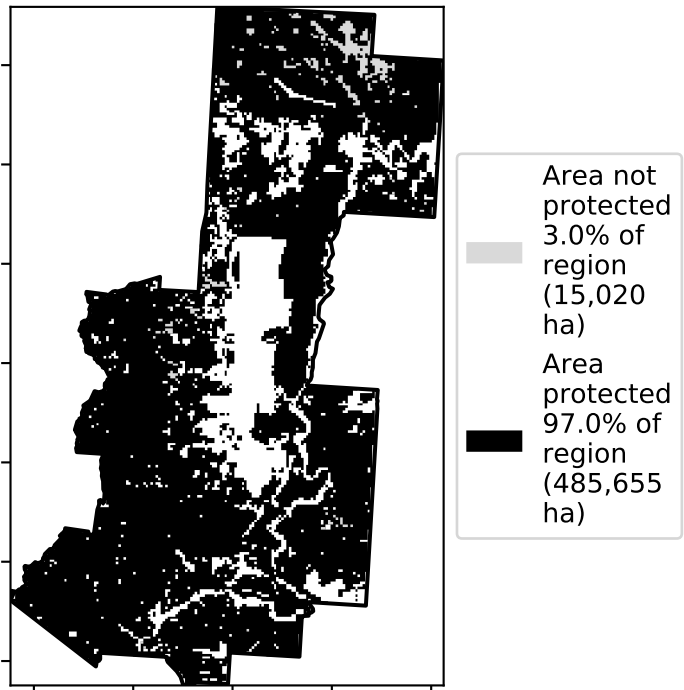 Area not
protected
3.0% of
region
(15,020
ha)
Area
protected
97.0% of
region
(485,655
ha)